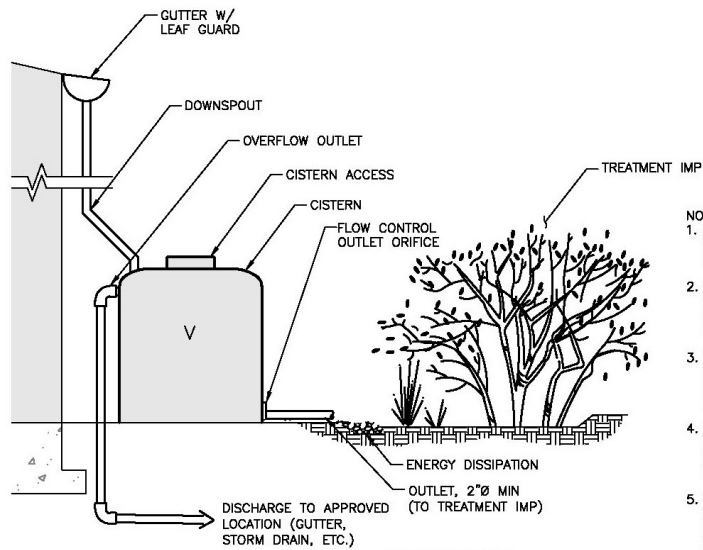 GUTTER W/
LEAF GUARD
DOWNSPOUT
OVERFLOW OUTLET
CISTERN ACCESS
CISTERN
FLOW CONTROL
OUTLET ORIFICE
TREATMENT IMP
NO
1.
2.
3.
4.
5.
V
ENERGY DISSIPATION
OUTLET, 2"Ø MIN
(TO TREATMENT IMP)
DISCHARGE TO APPROVED
LOCATION (GUTTER,
STORM DRAIN, ETC.)